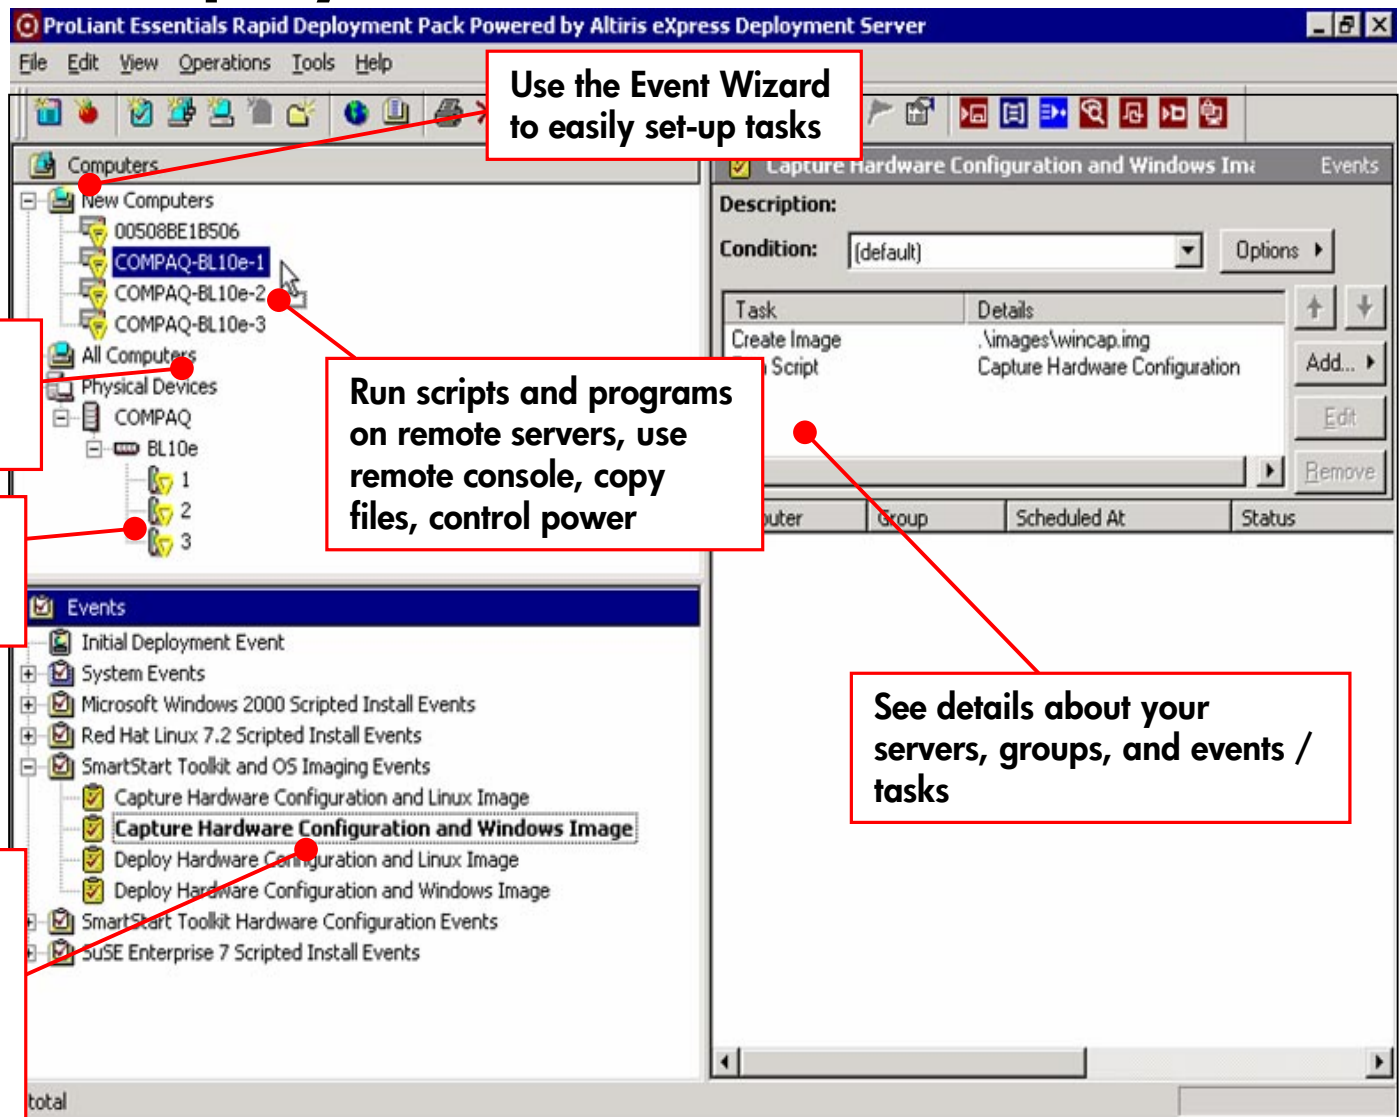 ProLiant Essentials Rapid Deployment Pack Powered by Altiris eXpress Deployment Server
File Edit View Operations Tools Help
Use the Event Wizard
to easily set-up tasks
Computers
New Computers
00508BE1B506
COMPAQ-BL10e-1
COMPAQ-BL10e-2
COMPAQ-BL10e-3
All Computers
Physical Devices
COMPAQ
BL10e
1
2
3
Run scripts and programs
on remote servers, use
remote console, copy
files, control power
Capture Hardware Configuration and Windows Ima
Events
Description:
Condition: (default) Options
Task Details
Create Image .\images\wincap.img
Script Capture Hardware Configuration
Add...
Edit
Remove
Group Scheduled At Status
See details about your
servers, groups, and events /
tasks
Events
Initial Deployment Event
System Events
Microsoft Windows 2000 Scripted Install Events
Red Hat Linux 7.2 Scripted Install Events
SmartStart Toolkit and OS Imaging Events
Capture Hardware Configuration and Linux Image
Capture Hardware Configuration and Windows Image
Deploy Hardware Configuration and Linux Image
Deploy Hardware Configuration and Windows Image
SmartStart Toolkit Hardware Configuration Events
SuSE Enterprise 7 Scripted Install Events
total